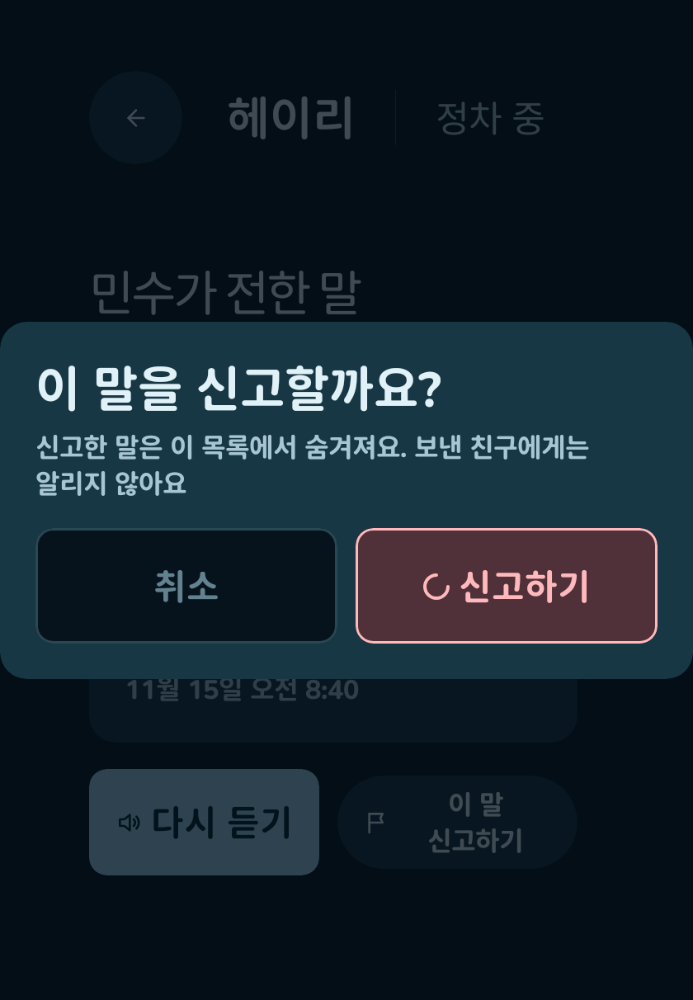 헤이리
정차 중
민수가 전한 말
이 말을 신고할까요?
신고한 말은 이 목록에서 숨겨져요. 보낸 친구에게는
알리지 않아요
취소
신고하기
11월 15일 오전 8:40
다시 듣기
이 말
신고하기